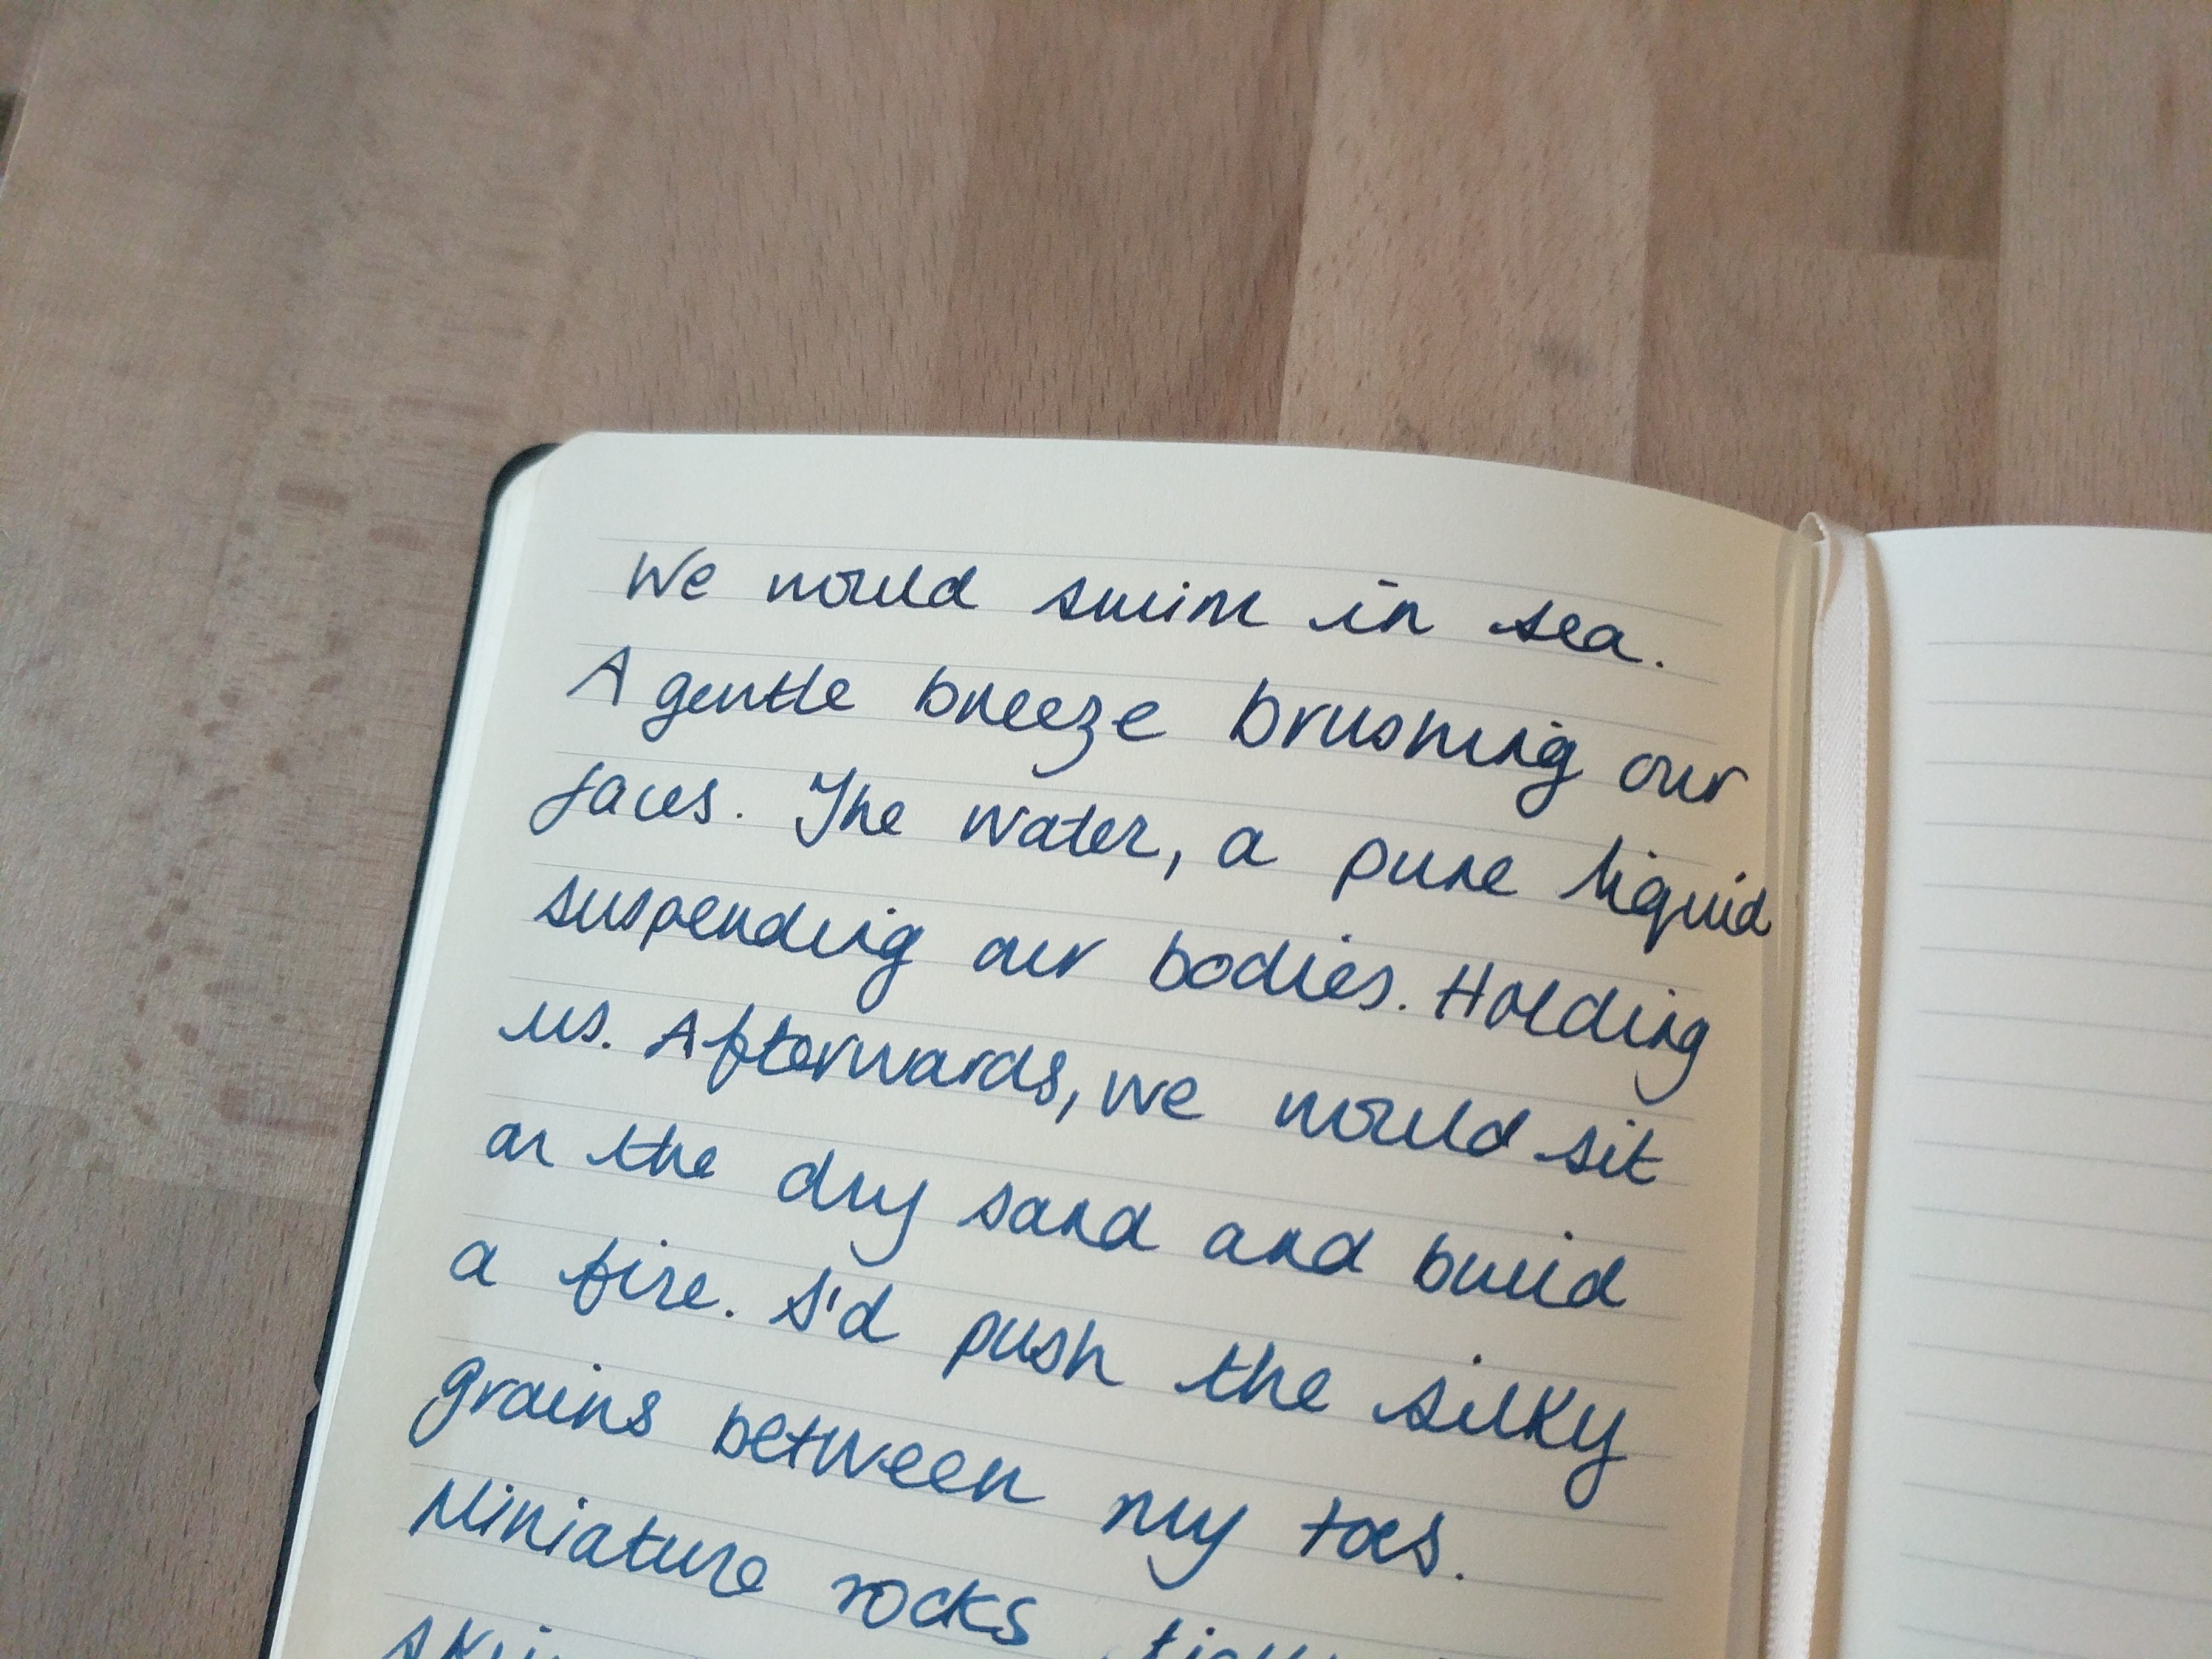 We would swim in sea.
A gentle breeze brushing our
faces. The water, a pure liquid
suspending our bodies. Holding
us. Afterwards, we would sit
on the dry sand and build
a fire. I'd push the silky
grains between my toes.
Miniature rocks